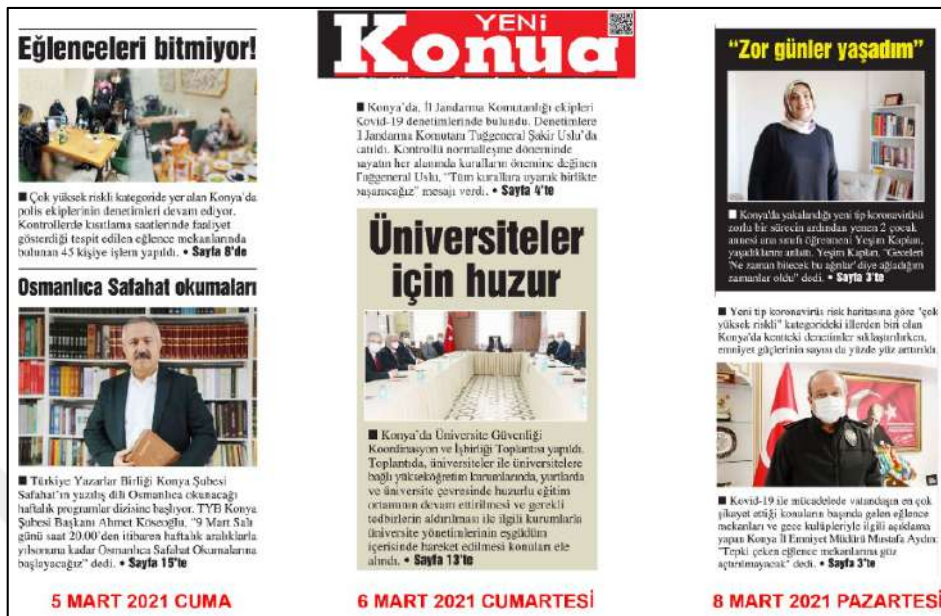 Eğlenceleri bitmiyor!
■ Çok yüksek riskli kategoride yer alan Konya'da
polis ekiplerinin denetimleri devam ediyor.
Kontrollerde kısıtlama saatlerinde faaliyet
gösterdiği tespit edilen eğlence mekanlarında
bulunan 45 kişiye işlem yapıldı. • Sayfa 6'de
Osmanlıca Safahat okumaları
■ Türkiye Yazarlar Birliği Konya Şubesi
Safahat'ın yazılış dili Osmanlıca okunacağı
haftalık programlar dizisine başlıyor. TYB Konya
Şubesi Başkanı Ahmet Köseoğlu, "9 Mart Salı
günü saat 20.00'den itibaren haftalık aralıklarla
yılsonuna kadar Osmanlıca Safahat Okumalarına
başlayacağız" dedi. • Sayfa 15'te
5 MART 2021 CUMA
YENİ
Konya
■ Konya'da, İl Jandarma Komutanlığı ekipleri
Kovid-19 denetimlerinde bulundu. Denetimlere
İl Jandarma Komutanı Tuğgeneral Şakir Uslu'da
katıldı. Kontrollü normalleşme döneminde
hayatın her alanında kuralların önemine değinen
Tuğgeneral Uslu, "Tüm kurallara uyarak birlikte
başaracağız" mesajı verdi. • Sayfa 4'te
Üniversiteler
için huzur
■ Konya'da Üniversite Güvenliği
Koordinasyon ve İşbirliği Toplantısı yapıldı.
Toplantıda, üniversiteler ile üniversitelere
bağlı yükseköğretim kurumlarında, yurtlarda
ve üniversite çevresinde huzurlu eğitim
ortamının devam ettirilmesi ve gerekli
tedbirlerin aldırılması ile ilgili kurumlarla
üniversite yönetimlerinin eşgüdüm
içerisinde hareket edilmesi konuları ele
alındı. • Sayfa 13'te
6 MART 2021 CUMARTESİ
"Zor günler yaşadım"
■ Konya'da yakalandığı yeni tip koronavirüsü
zorlu bir sürecin ardından yenen 2 çocuk
annesi ana sınıfı öğretmeni Yeşim Kaplan,
yaşadıklarını anlattı. Yeşim Kaplan, "Geceleri
'Ne zaman bitecek bu ağrılar' diye ağladığım
zamanlar oldu" dedi. • Sayfa 3'te
■ Yeni tip koronavirüs risk haritasına göre "çok
yüksek riskli" kategorideki illerden biri olan
Konya'da kentteki denetimler sıklaştırılırken,
emniyet güçlerinin sayısı da yüzde yüz arttırıldı.
■ Kovid-19 ile mücadelede vatandaşın en çok
şikayet ettiği konuların başında gelen eğlence
mekanları ve gece kulüpleriyle ilgili açıklama
yapan Konya İl Emniyet Müdürü Mustafa Aydın:
"Tepki çeken eğlence mekanlarına göz
açtırılmayacak" dedi. • Sayfa 3'te
8 MART 2021 PAZARTESİ